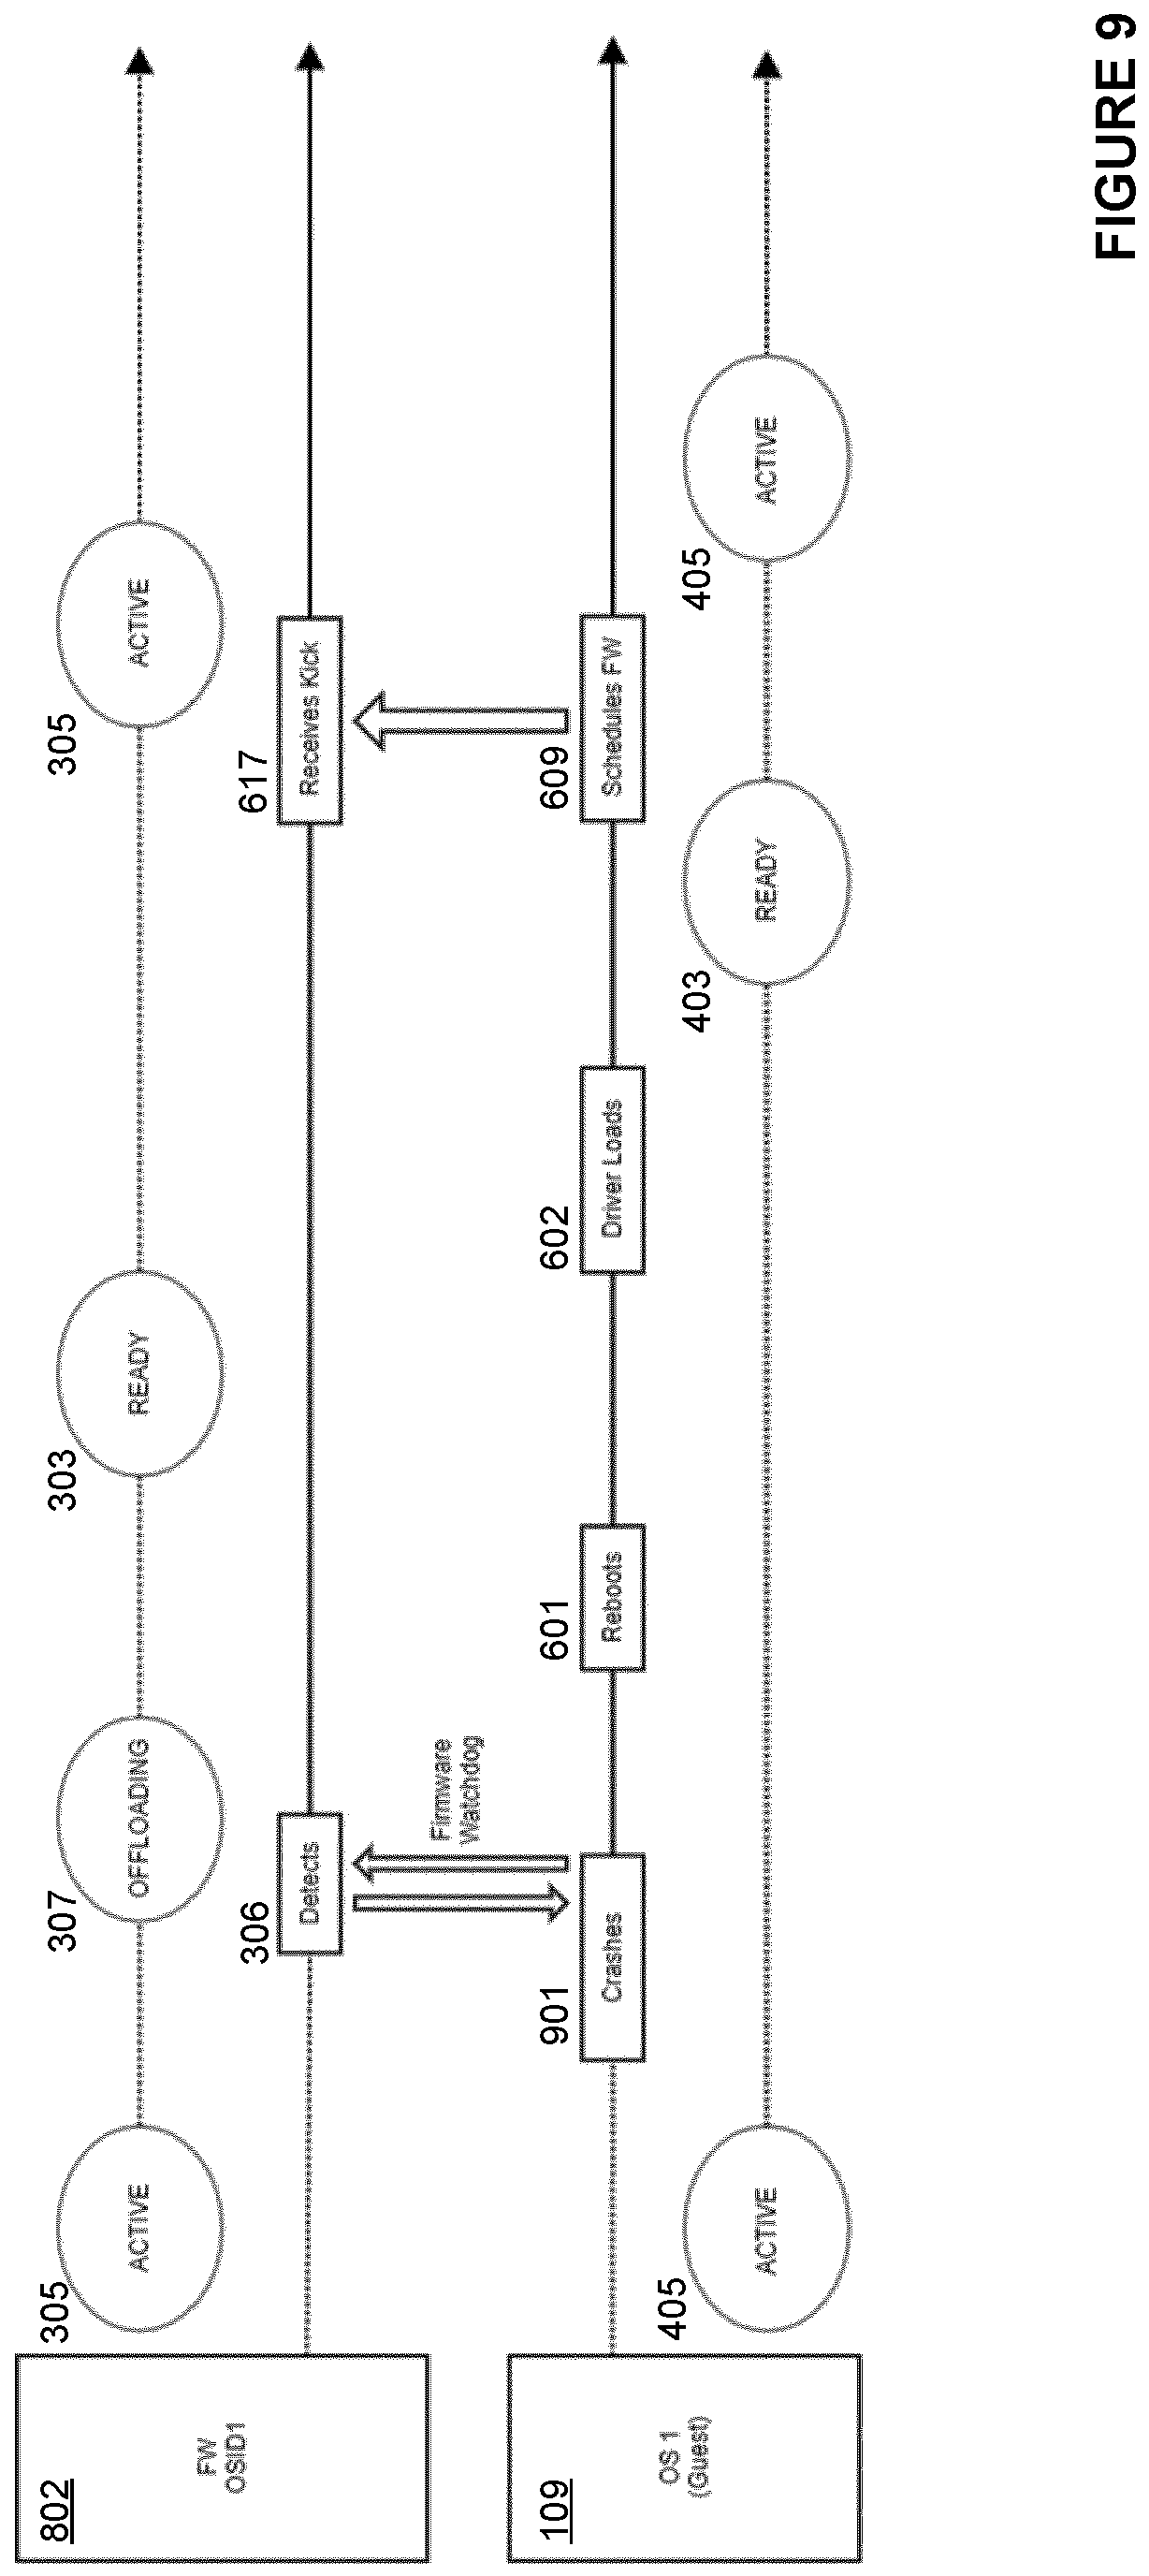 802
FW
OSID1
305
ACTIVE
307
OFFLOADING
303
READY
305
ACTIVE
306
Detects
617
Receives Kick
Firmware
Watchdog
109
OS 1
(Guest)
901
Crashes
601
Reboots
602
Driver Loads
609
Schedules FW
405
ACTIVE
403
READY
405
ACTIVE
FIGURE 9